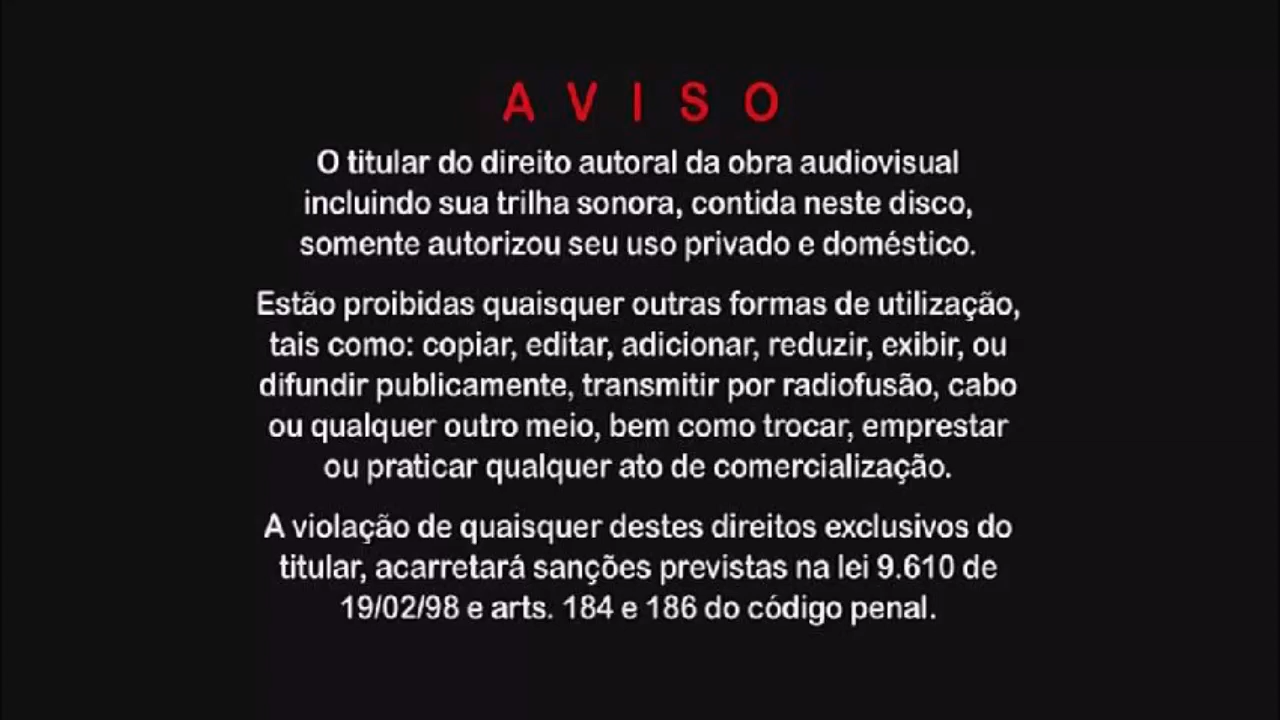 A V I S O
O titular do direito autoral da obra audiovisual
incluindo sua trilha sonora, contida neste disco,
somente autorizou seu uso privado e doméstico.
Estão proibidas quaisquer outras formas de utilização,
tais como: copiar, editar, adicionar, reduzir, exibir, ou
difundir publicamente, transmitir por radiofusão, cabo
ou qualquer outro meio, bem como trocar, emprestar
ou praticar qualquer ato de comercialização.
A violação de quaisquer destes direitos exclusivos do
titular, acarretará sanções previstas na lei 9.610 de
19/02/98 e arts. 184 e 186 do código penal.